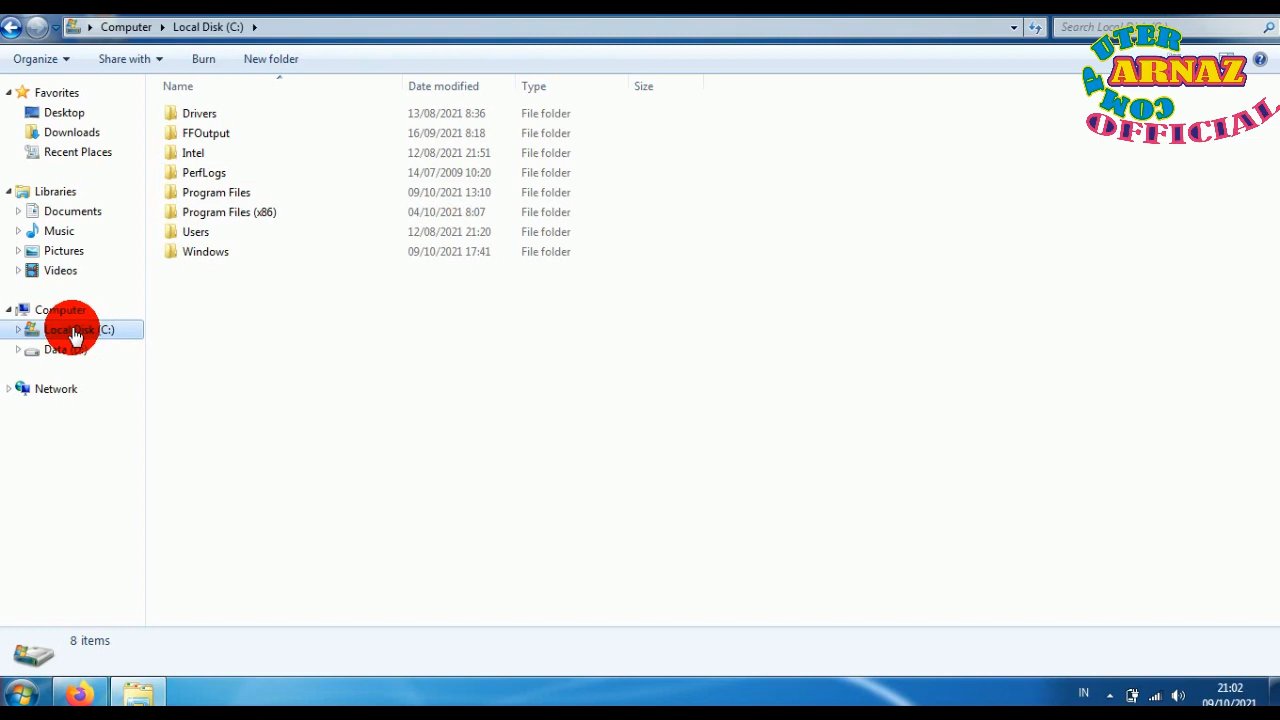 Computer Local Disk (C:)
Search Local Disk (C:)
Organize Share with Burn New folder
UTER
ARNAZ
COMP
OFFICIAL
Name Date modified Type Size
Favorites
Desktop
Downloads
Recent Places
Libraries
Documents
Music
Pictures
Videos
Computer
Local Disk (C:)
Data (D:)
Network
Drivers 13/08/2021 8:36 File folder
FFOutput 16/09/2021 8:18 File folder
Intel 12/08/2021 21:51 File folder
PerfLogs 14/07/2009 10:20 File folder
Program Files 09/10/2021 13:10 File folder
Program Files (x86) 04/10/2021 8:07 File folder
Users 12/08/2021 21:20 File folder
Windows 09/10/2021 17:41 File folder
8 items
IN
21:02
09/10/2021